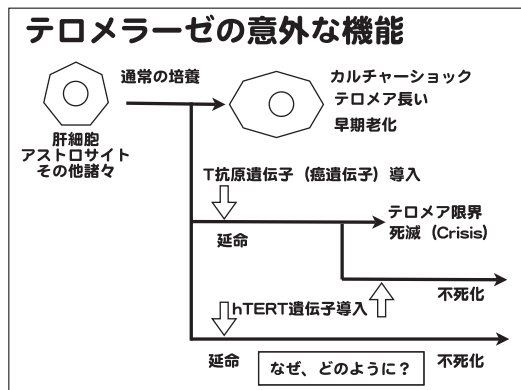 テロメラーゼの意外な機能
通常の培養
カルチャーショック
テロメア長い
早期老化
肝細胞
アストロサイト
その他諸々
T抗原遺伝子（癌遺伝子）導入
延命
テロメア限界
死滅（Crisis）
不死化
hTERT遺伝子導入
延命
なぜ、どのように？
不死化